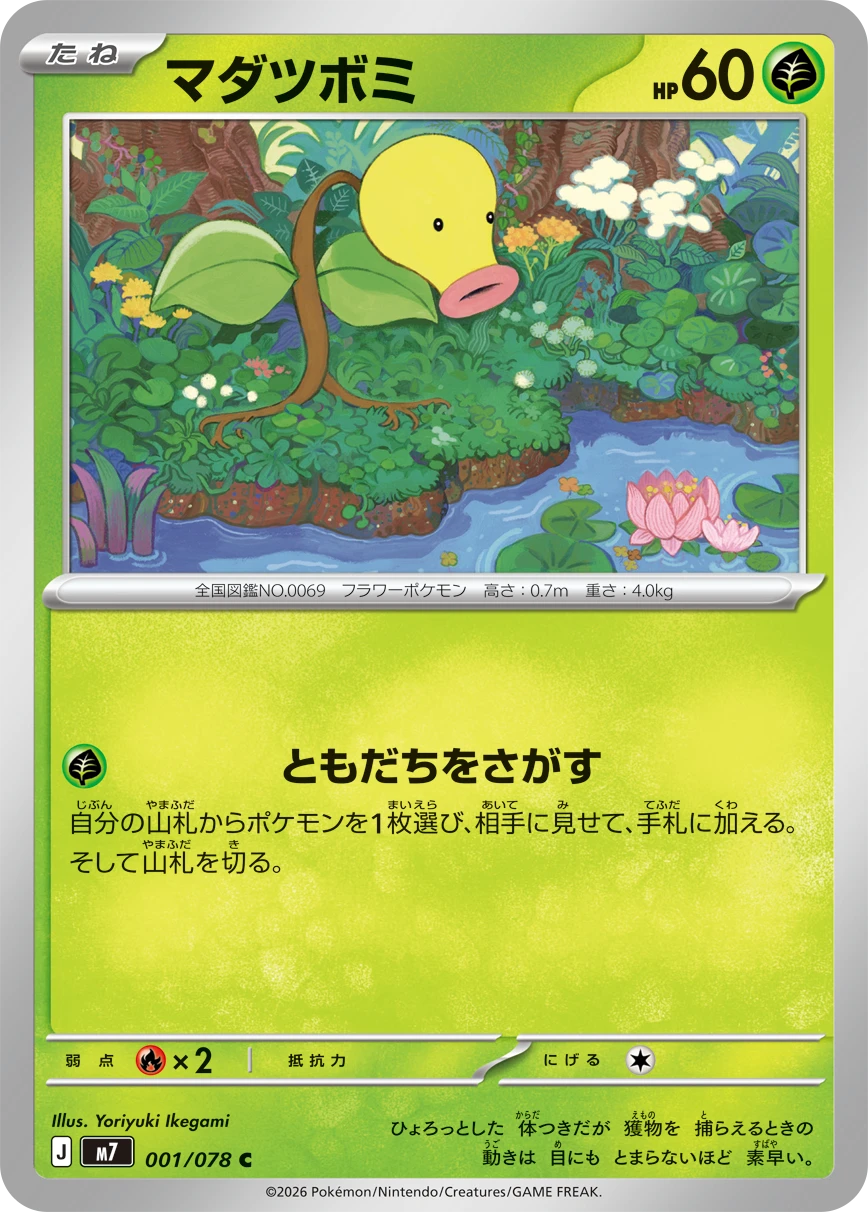 たね
マダツボミ
HP60
全国図鑑NO.0069 フラワーポケモン 高さ:0.7m 重さ:4.0kg
ともだちをさがす
自分の山札からポケモンを1枚選び、相手に見せて、手札に加える。
そして山札を切る。
弱点 ×2 抵抗力 にげる
Illus. Yoriyuki Ikegami
ひょろっとした 体つきだが 獲物を 捕らえるときの
動きは 目にも とまらないほど 素早い。
J M7 001/078 C
©2026 Pokémon/Nintendo/Creatures/GAME FREAK.